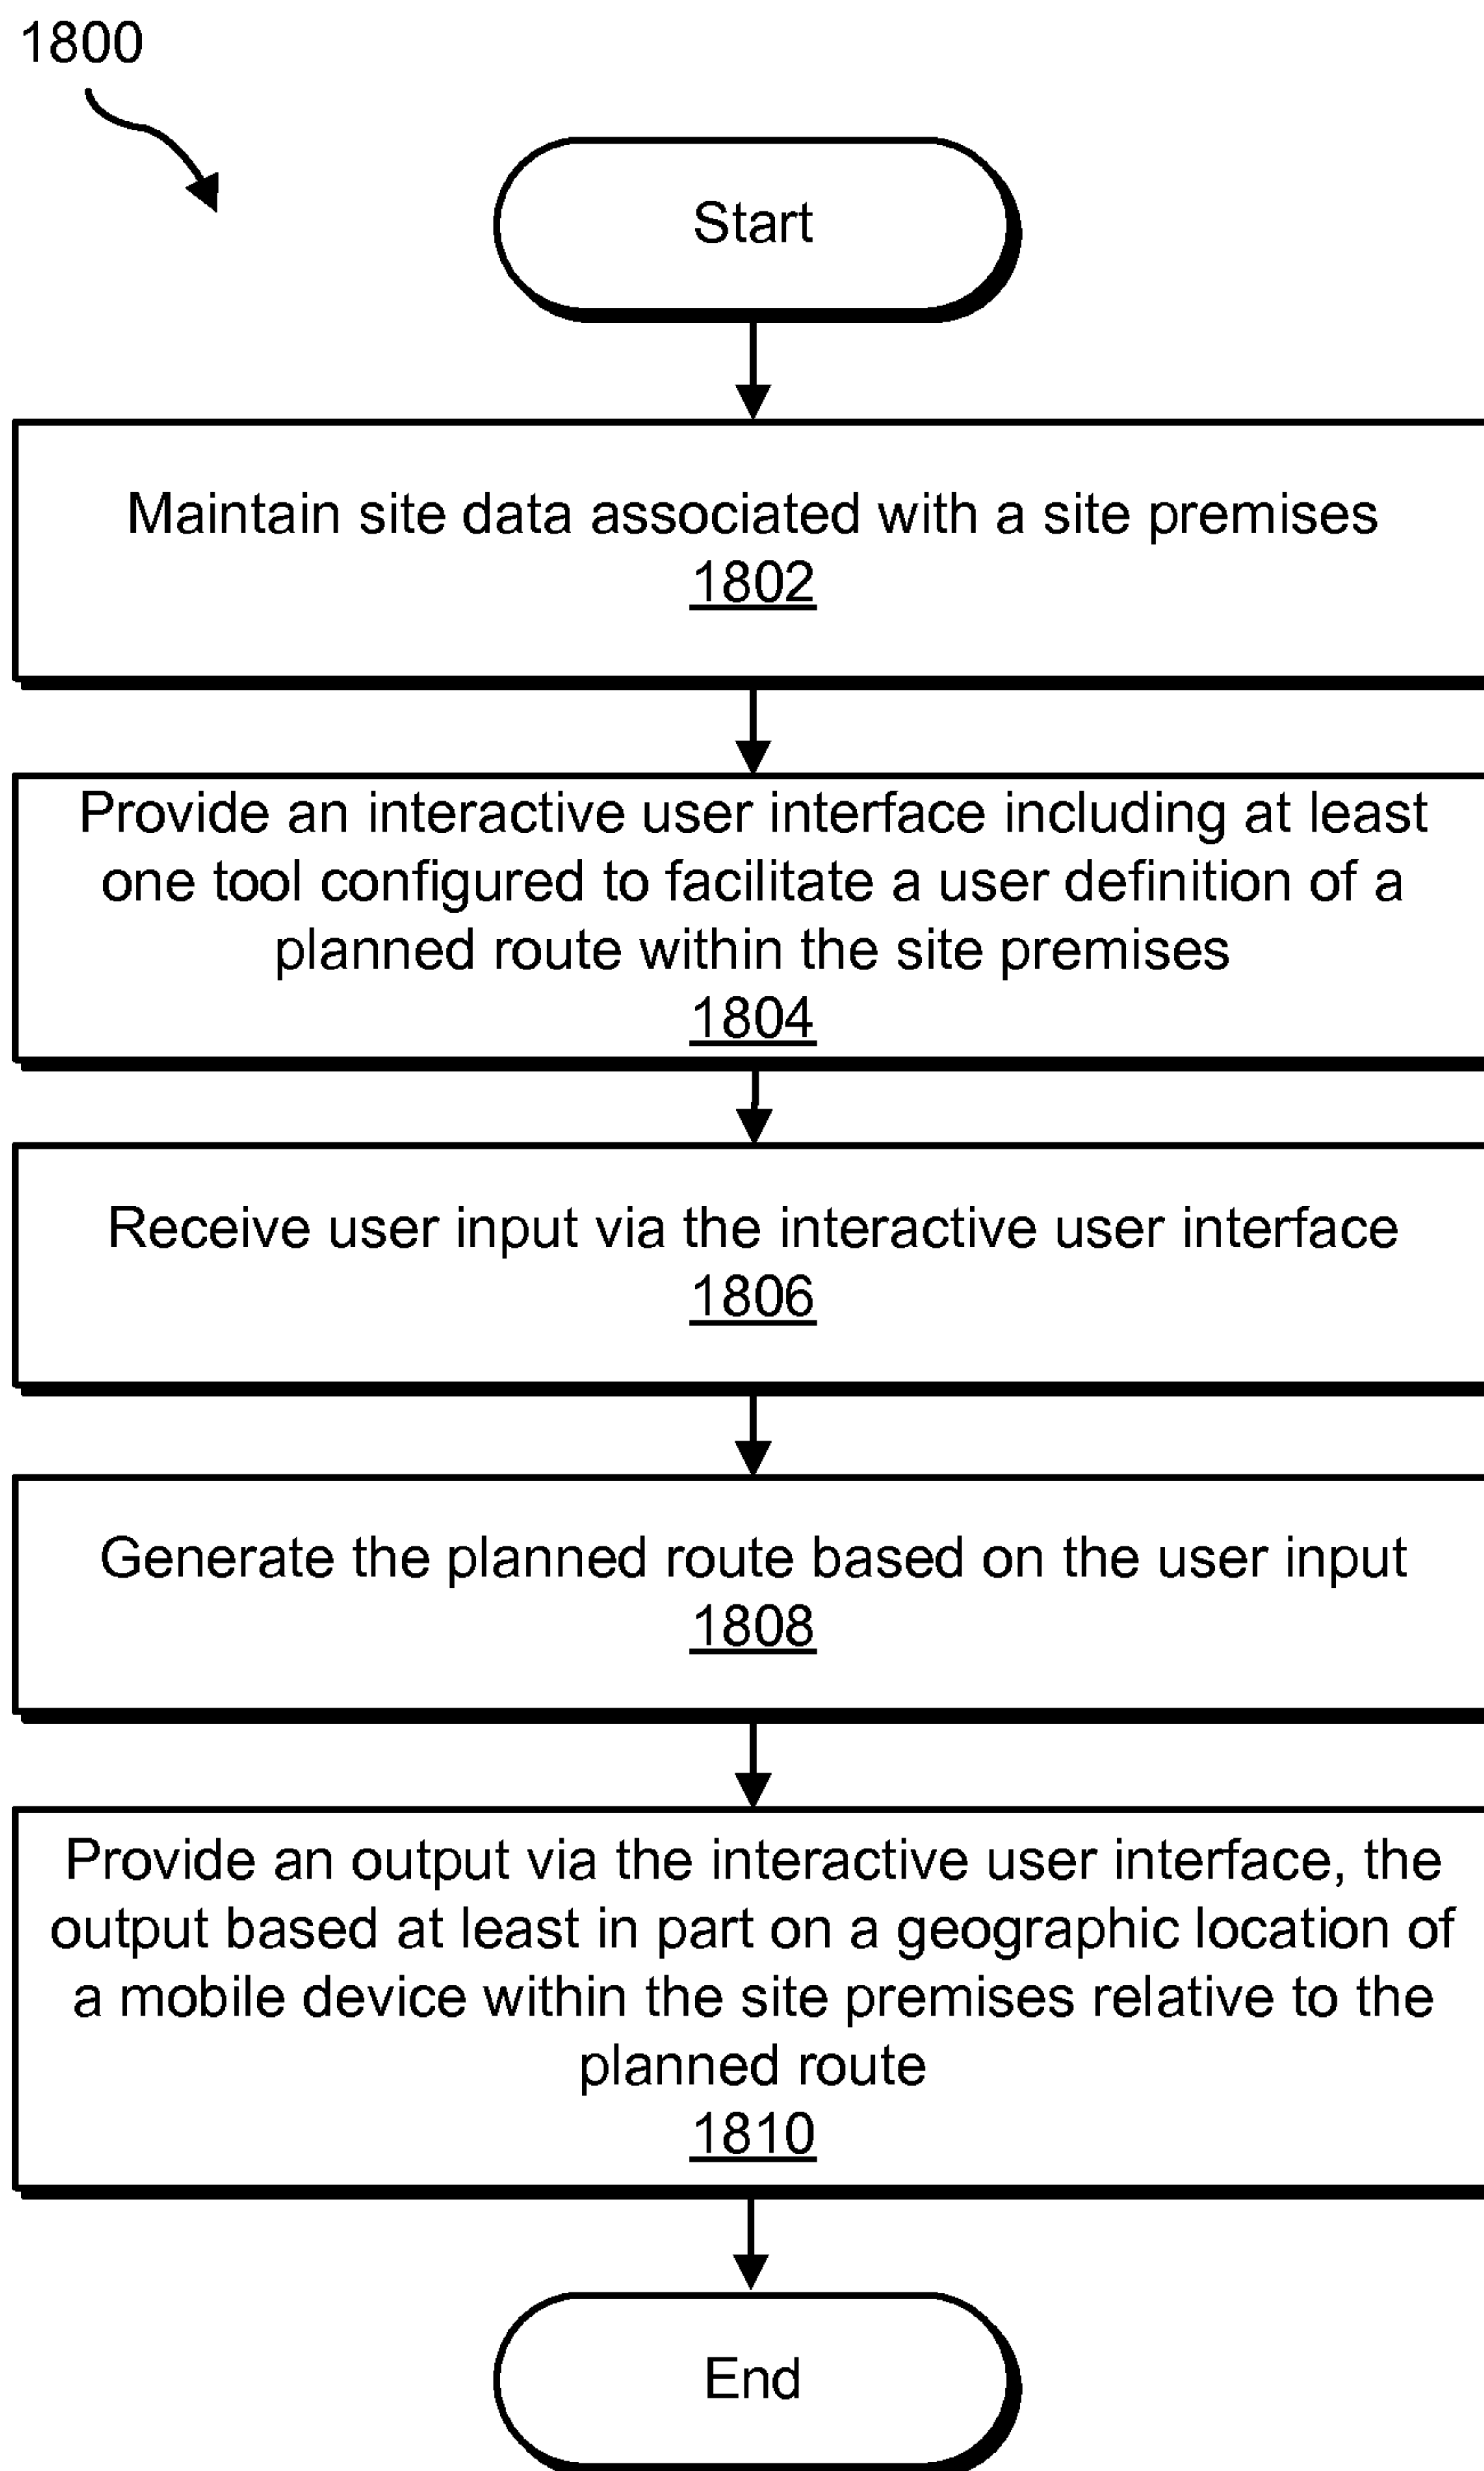 1800
Start
Maintain site data associated with a site premises
1802
Provide an interactive user interface including at least
one tool configured to facilitate a user definition of a
planned route within the site premises
1804
Receive user input via the interactive user interface
1806
Generate the planned route based on the user input
1808
Provide an output via the interactive user interface, the
output based at least in part on a geographic location of
a mobile device within the site premises relative to the
planned route
1810
End